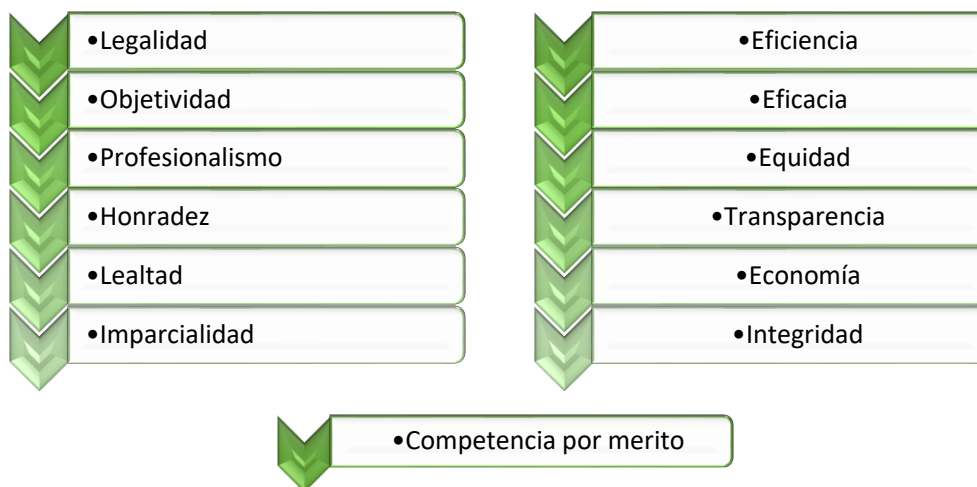 •Legalidad
•Objetividad
•Profesionalismo
•Honradez
•Lealtad
•Imparcialidad
•Eficiencia
•Eficacia
•Equidad
•Transparencia
•Economía
•Integridad
•Competencia por merito